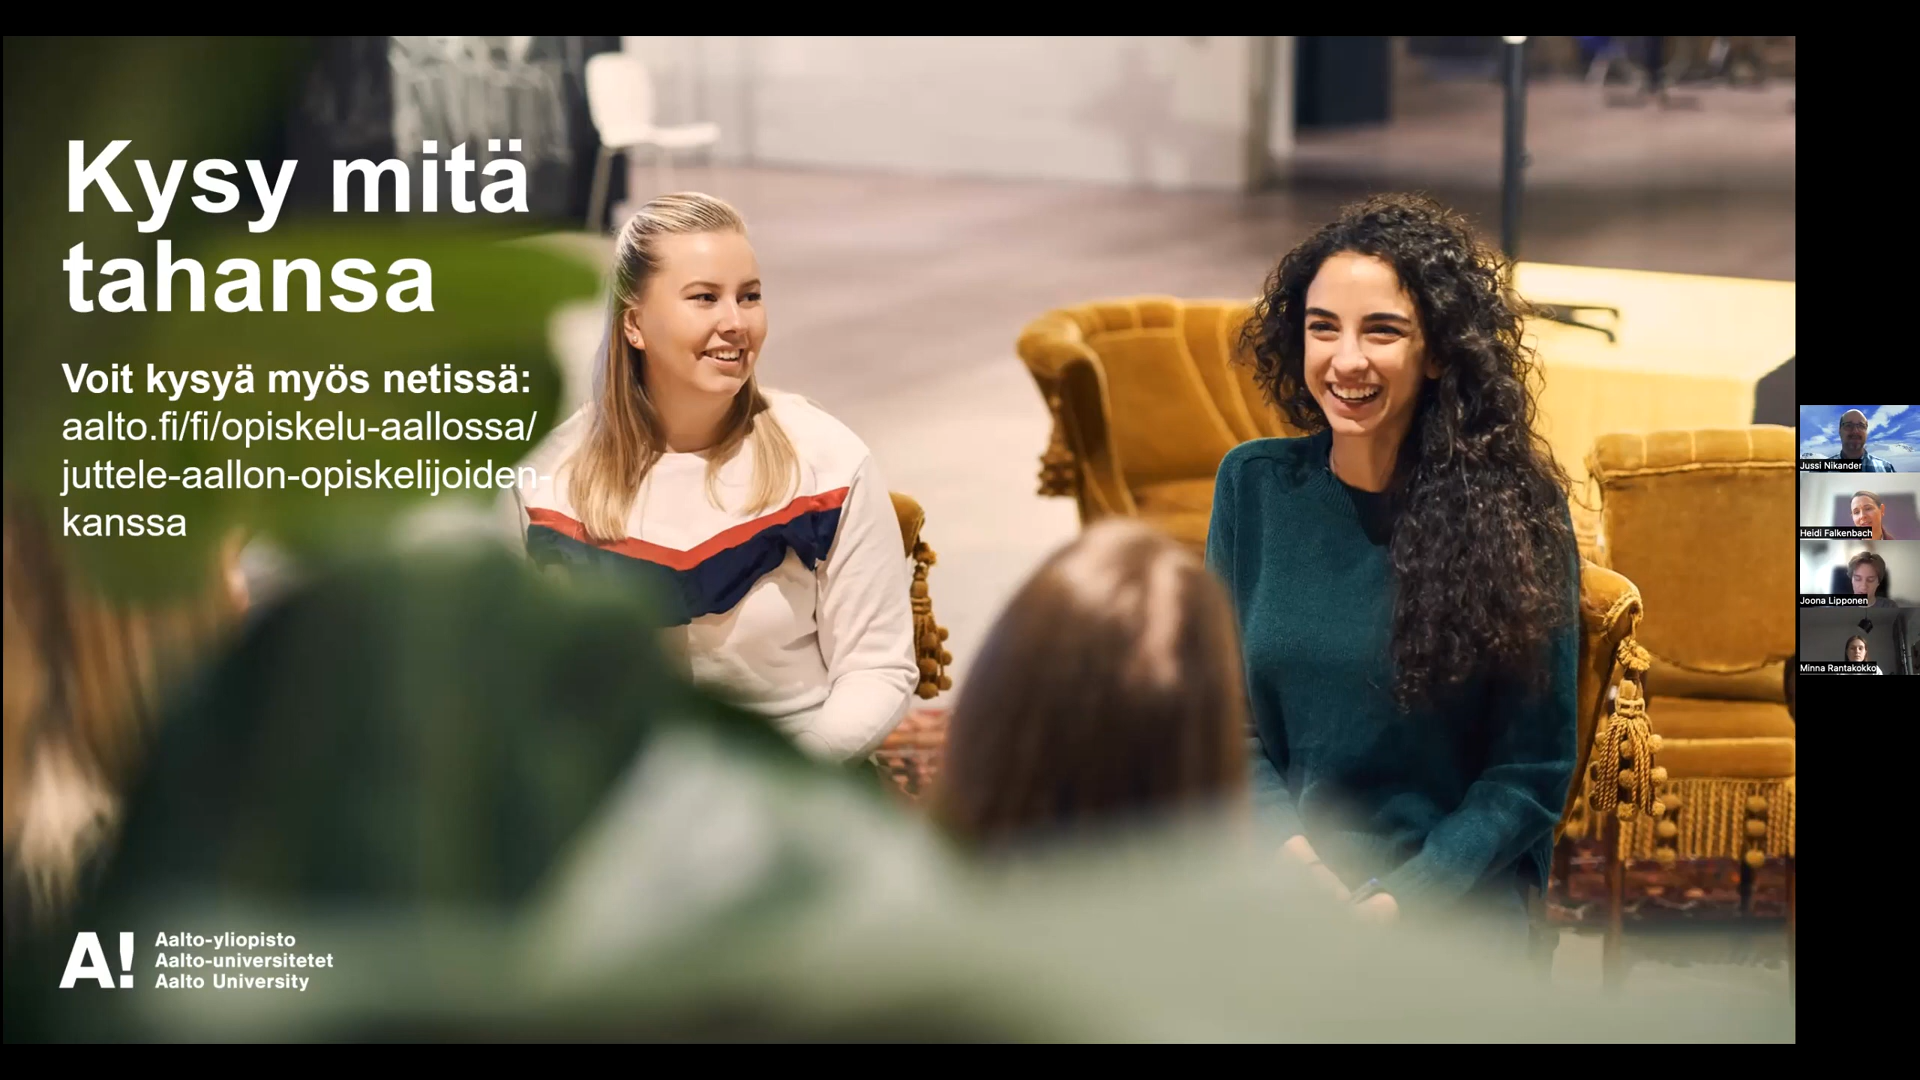 Kysy mitä
tahansa
Voit kysyä myös netissä:
aalto.fi/fi/opiskelu-aallossa/
juttele-aallon-opiskelijoiden-
kanssa
A! Aalto-yliopisto
Aalto-universitetet
Aalto University
Jussi Nikander
Heidi Falkenbach
Joona Lipponen
Minna Rantakokko